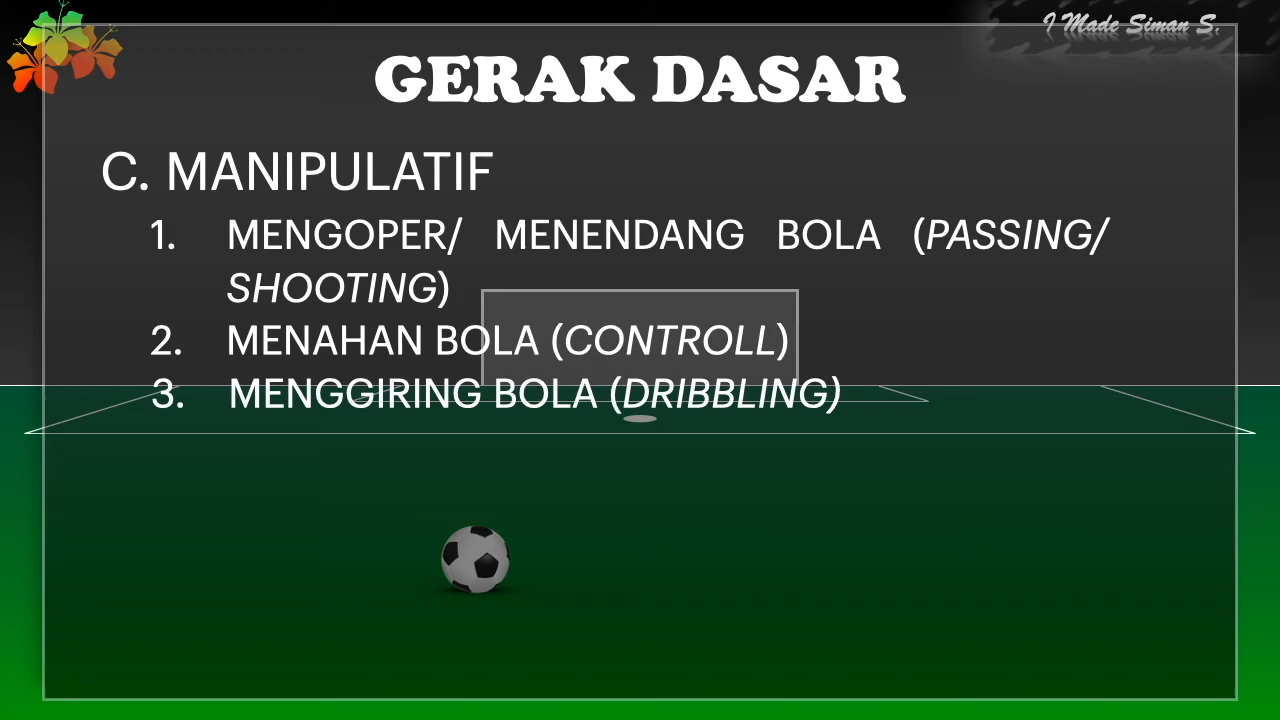 I Made Siman S.
GERAK DASAR
C. MANIPULATIF
1. MENGOPER/ MENENDANG BOLA (PASSING/
SHOOTING)
2. MENAHAN BOLA (CONTROLL)
3. MENGGIRING BOLA (DRIBBLING)